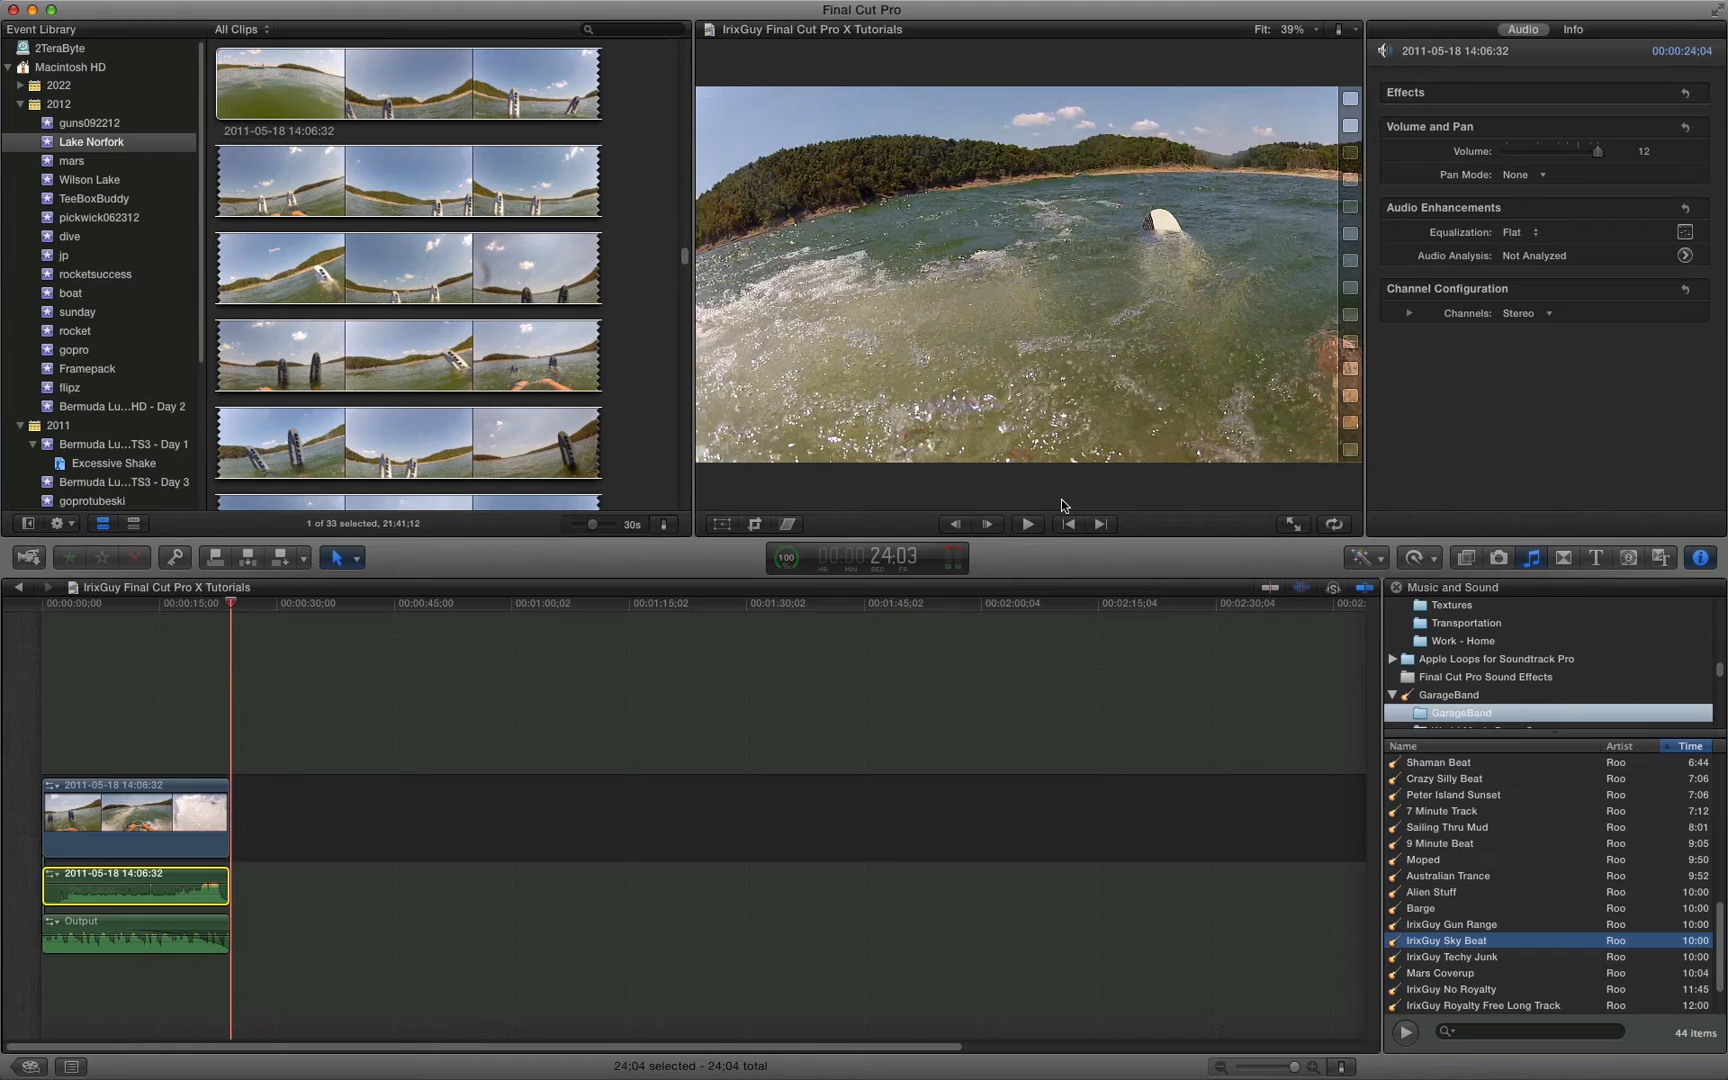 Final Cut Pro
Event Library
All Clips
IrixGuy Final Cut Pro X Tutorials
Fit: 39%
Audio
Info
2TeraByte
Macintosh HD
2022
2012
guns092212
Lake Norfork
mars
Wilson Lake
TeeBoxBuddy
pickwick062312
dive
jp
rocketsuccess
boat
sunday
rocket
gopro
Framepack
flipz
Bermuda Lu...HD - Day 2
2011
Bermuda Lu...TS3 - Day 1
Excessive Shake
Bermuda Lu...TS3 - Day 3
goprotubeski
2011-05-18 14:06:32
1 of 33 selected, 21:41;12
30s
2011-05-18 14:06:32
00:00:24;04
Effects
Volume and Pan
Volume:
12
Pan Mode: None
Audio Enhancements
Equalization: Flat
Audio Analysis: Not Analyzed
Channel Configuration
Channels: Stereo
100
00:00:24;03
HR MIN SEC FR
IrixGuy Final Cut Pro X Tutorials
00:00:00;00
00:00:15;00
00:00:30;00
00:00:45;00
00:01:00;02
00:01:15;02
00:01:30;02
00:01:45;02
00:02:00;04
00:02:15;04
00:02:30;04
00:02:
2011-05-18 14:06:32
2011-05-18 14:06:32
Output
Music and Sound
Textures
Transportation
Work - Home
Apple Loops for Soundtrack Pro
Final Cut Pro Sound Effects
GarageBand
GarageBand
Name Artist Time
Shaman Beat Roo 6:44
Crazy Silly Beat Roo 7:06
Peter Island Sunset Roo 7:06
7 Minute Track Roo 7:12
Sailing Thru Mud Roo 8:01
9 Minute Beat Roo 9:05
Moped Roo 9:50
Australian Trance Roo 9:52
Alien Stuff Roo 10:00
Barge Roo 10:00
IrixGuy Gun Range Roo 10:00
IrixGuy Sky Beat Roo 10:00
IrixGuy Techy Junk Roo 10:00
Mars Coverup Roo 10:04
IrixGuy No Royalty Roo 11:45
IrixGuy Royalty Free Long Track Roo 12:00
44 items
24;04 selected - 24;04 total